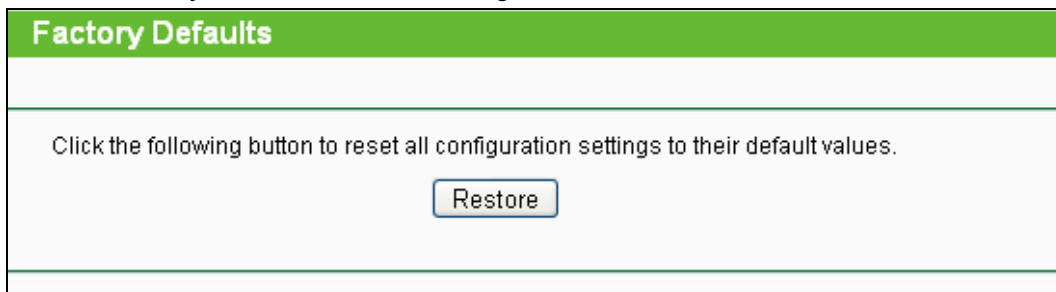 Factory Defaults
Click the following button to reset all configuration settings to their default values.
Restore